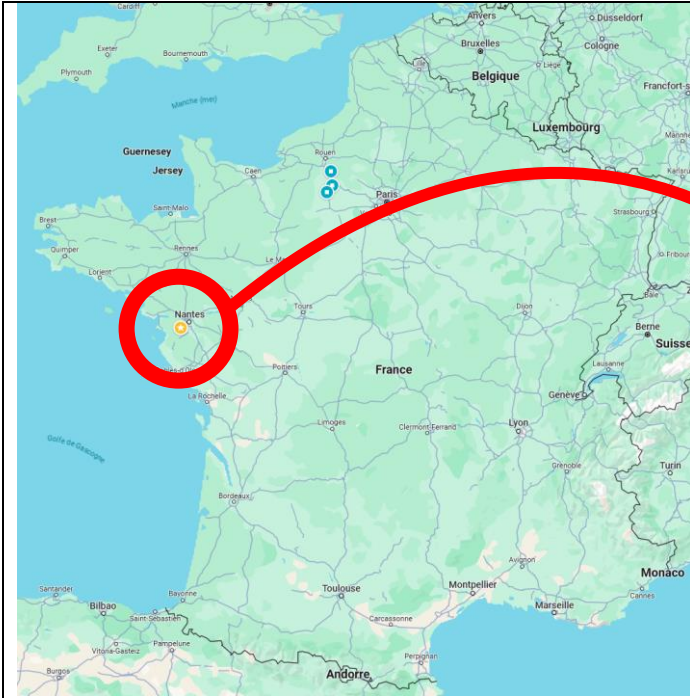 Cardiff
Anvers
Dusseldorf
Bruxelles
Cologne
Exeter
Bournemouth
Lille
Liège
Plymouth
Belgique
Francfort-s
Manche (mer)
Luxembourg
Guernesey
Rouen
Jersey
Caen
Karlsru
Paris
Saint-Malo
Strasbourg
Brest
Quimper
Rennes
Le M
Lorient
Fribour
Nantes
Tours
Dijon
Bâle
Berne
Suisse
Poitiers
France
Lausanne
La Rochelle
Genève
Limoges
Clermont-Ferrand
Lyon
Golfe de Gascogne
Grenoble
Turin
Bordeaux
Avignon
Monaco
Santander
Bayonne
Toulouse
Montpellier
Cannes
Bilbao
Marseille
Saint-Sébastien
Carcassonne
Vitoria-Gasteiz
Pampelune
Perpignan
Burgos
Andorre